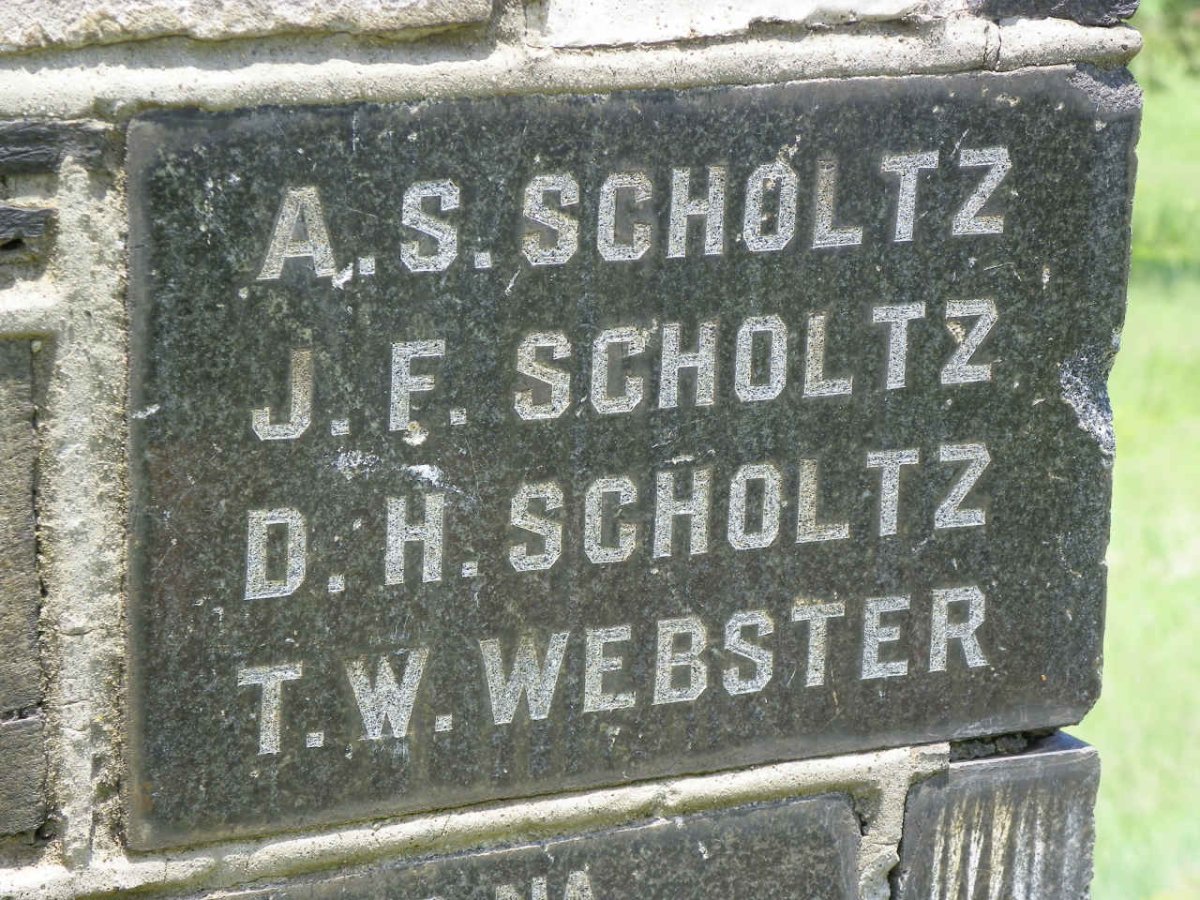 A.S. SCHOLTZ
J.F. SCHOLTZ
D.H. SCHOLTZ
T.W. WEBSTER